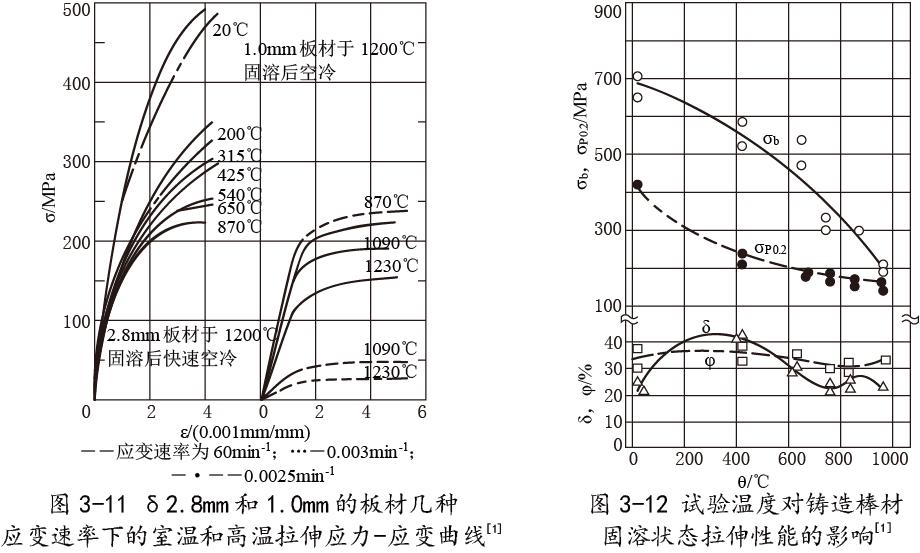 500
400
300
200
100
0
σ/MPa
20℃
1.0mm板材于1200℃
固溶后空冷
200℃
315℃
425℃
540℃
650℃
870℃
2.8mm板材于1200℃
固溶后快速空冷
870℃
1090℃
1230℃
1090℃
1230℃
0 2 4 0 2 4 6
ε/(0.001mm/mm)
——应变速率为60min⁻¹；…—0.003min⁻¹；
—•——0.0025min⁻¹
图3-11 δ2.8mm和1.0mm的板材几种
应变速率下的室温和高温拉伸应力-应变曲线[1]
900
700
500
300
100
σb，σP0.2/MPa
σb
σP0.2
40
30
20
10
0
δ，φ/%
δ
φ
0 200 400 600 800 1000
θ/℃
图3-12 试验温度对铸造棒材
固溶状态拉伸性能的影响[1]